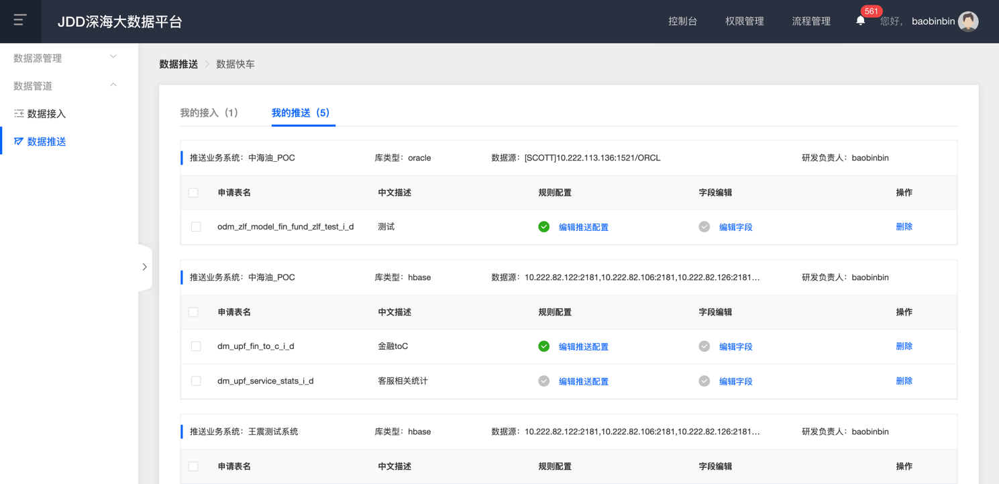 JDD深海大数据平台
控制台 权限管理 流程管理 561 您好， baobinbin
数据源管理
数据管道
数据接入
数据推送
数据推送 数据快车
我的接入（1） 我的推送（5）
推送业务系统：中海油_POC 库类型：oracle 数据源：[SCOTT]10.222.113.136:1521/ORCL 研发负责人：baobinbin
申请表名 中文描述 规则配置 字段编辑 操作
odm_zlf_model_fin_fund_zlf_test_i_d 测试 编辑推送配置 编辑字段 删除
推送业务系统：中海油_POC 库类型：hbase 数据源：10.222.82.122:2181,10.222.82.106:2181,10.222.82.126:2181... 研发负责人：baobinbin
申请表名 中文描述 规则配置 字段编辑 操作
dm_upf_fin_to_c_i_d 金融toC 编辑推送配置 编辑字段 删除
dm_upf_service_stats_i_d 客服相关统计 编辑推送配置 编辑字段 删除
推送业务系统：王震测试系统 库类型：hbase 数据源：10.222.82.122:2181,10.222.82.106:2181,10.222.82.126:2181... 研发负责人：baobinbin
申请表名 中文描述 规则配置 字段编辑 操作